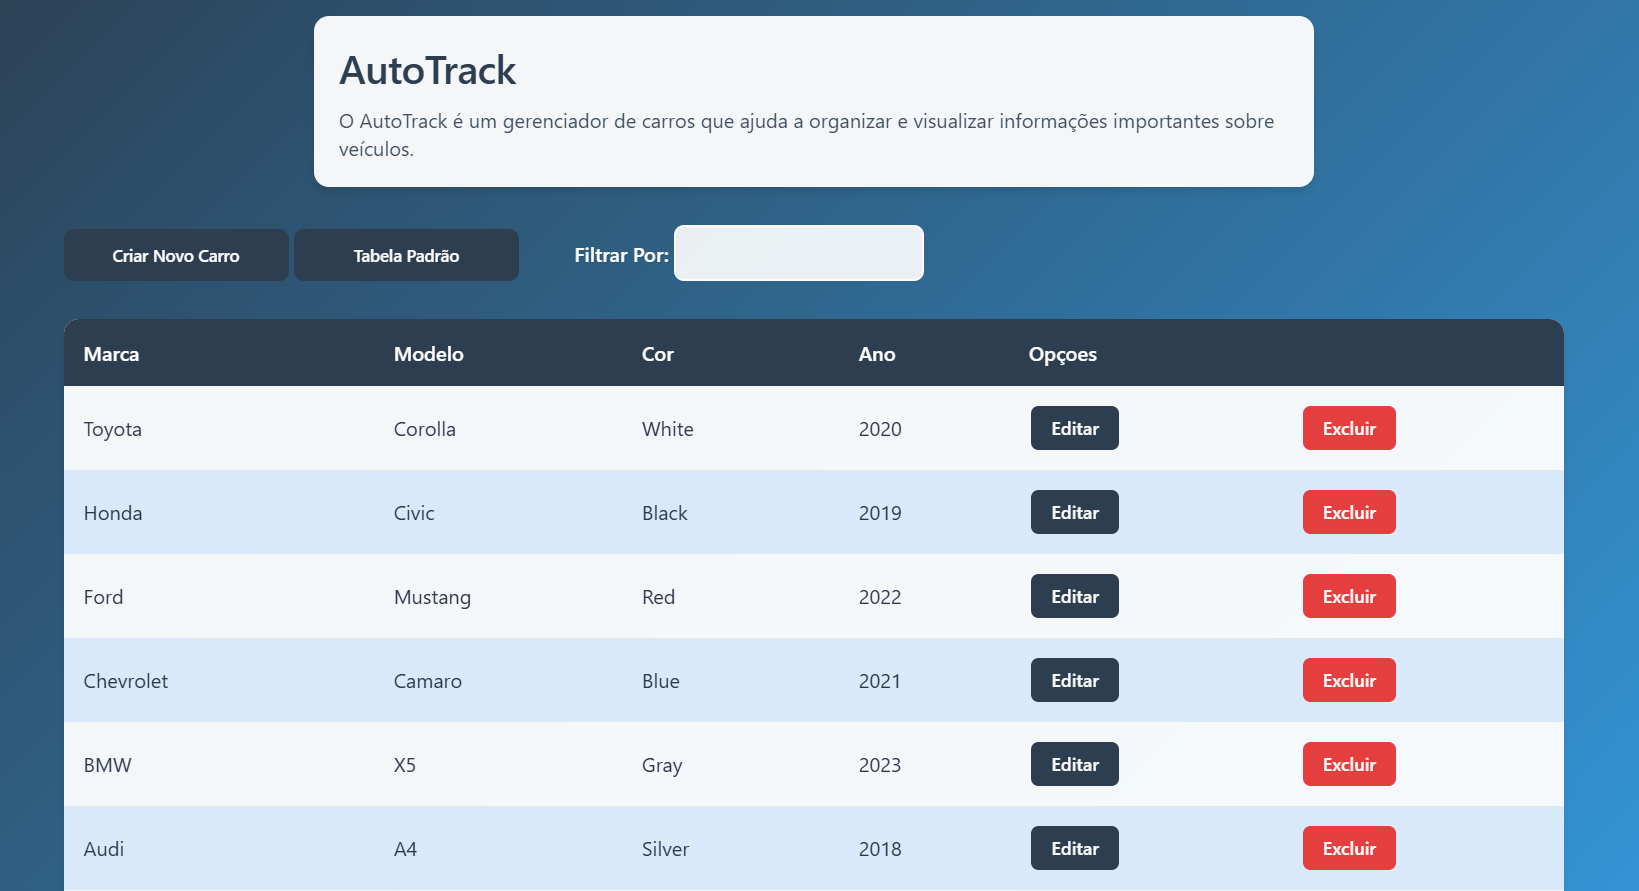 AutoTrack
O AutoTrack é um gerenciador de carros que ajuda a organizar e visualizar informações importantes sobre
veículos.
Criar Novo Carro Tabela Padrão Filtrar Por:
Marca Modelo Cor Ano Opçoes
Toyota Corolla White 2020 Editar Excluir
Honda Civic Black 2019 Editar Excluir
Ford Mustang Red 2022 Editar Excluir
Chevrolet Camaro Blue 2021 Editar Excluir
BMW X5 Gray 2023 Editar Excluir
Audi A4 Silver 2018 Editar Excluir